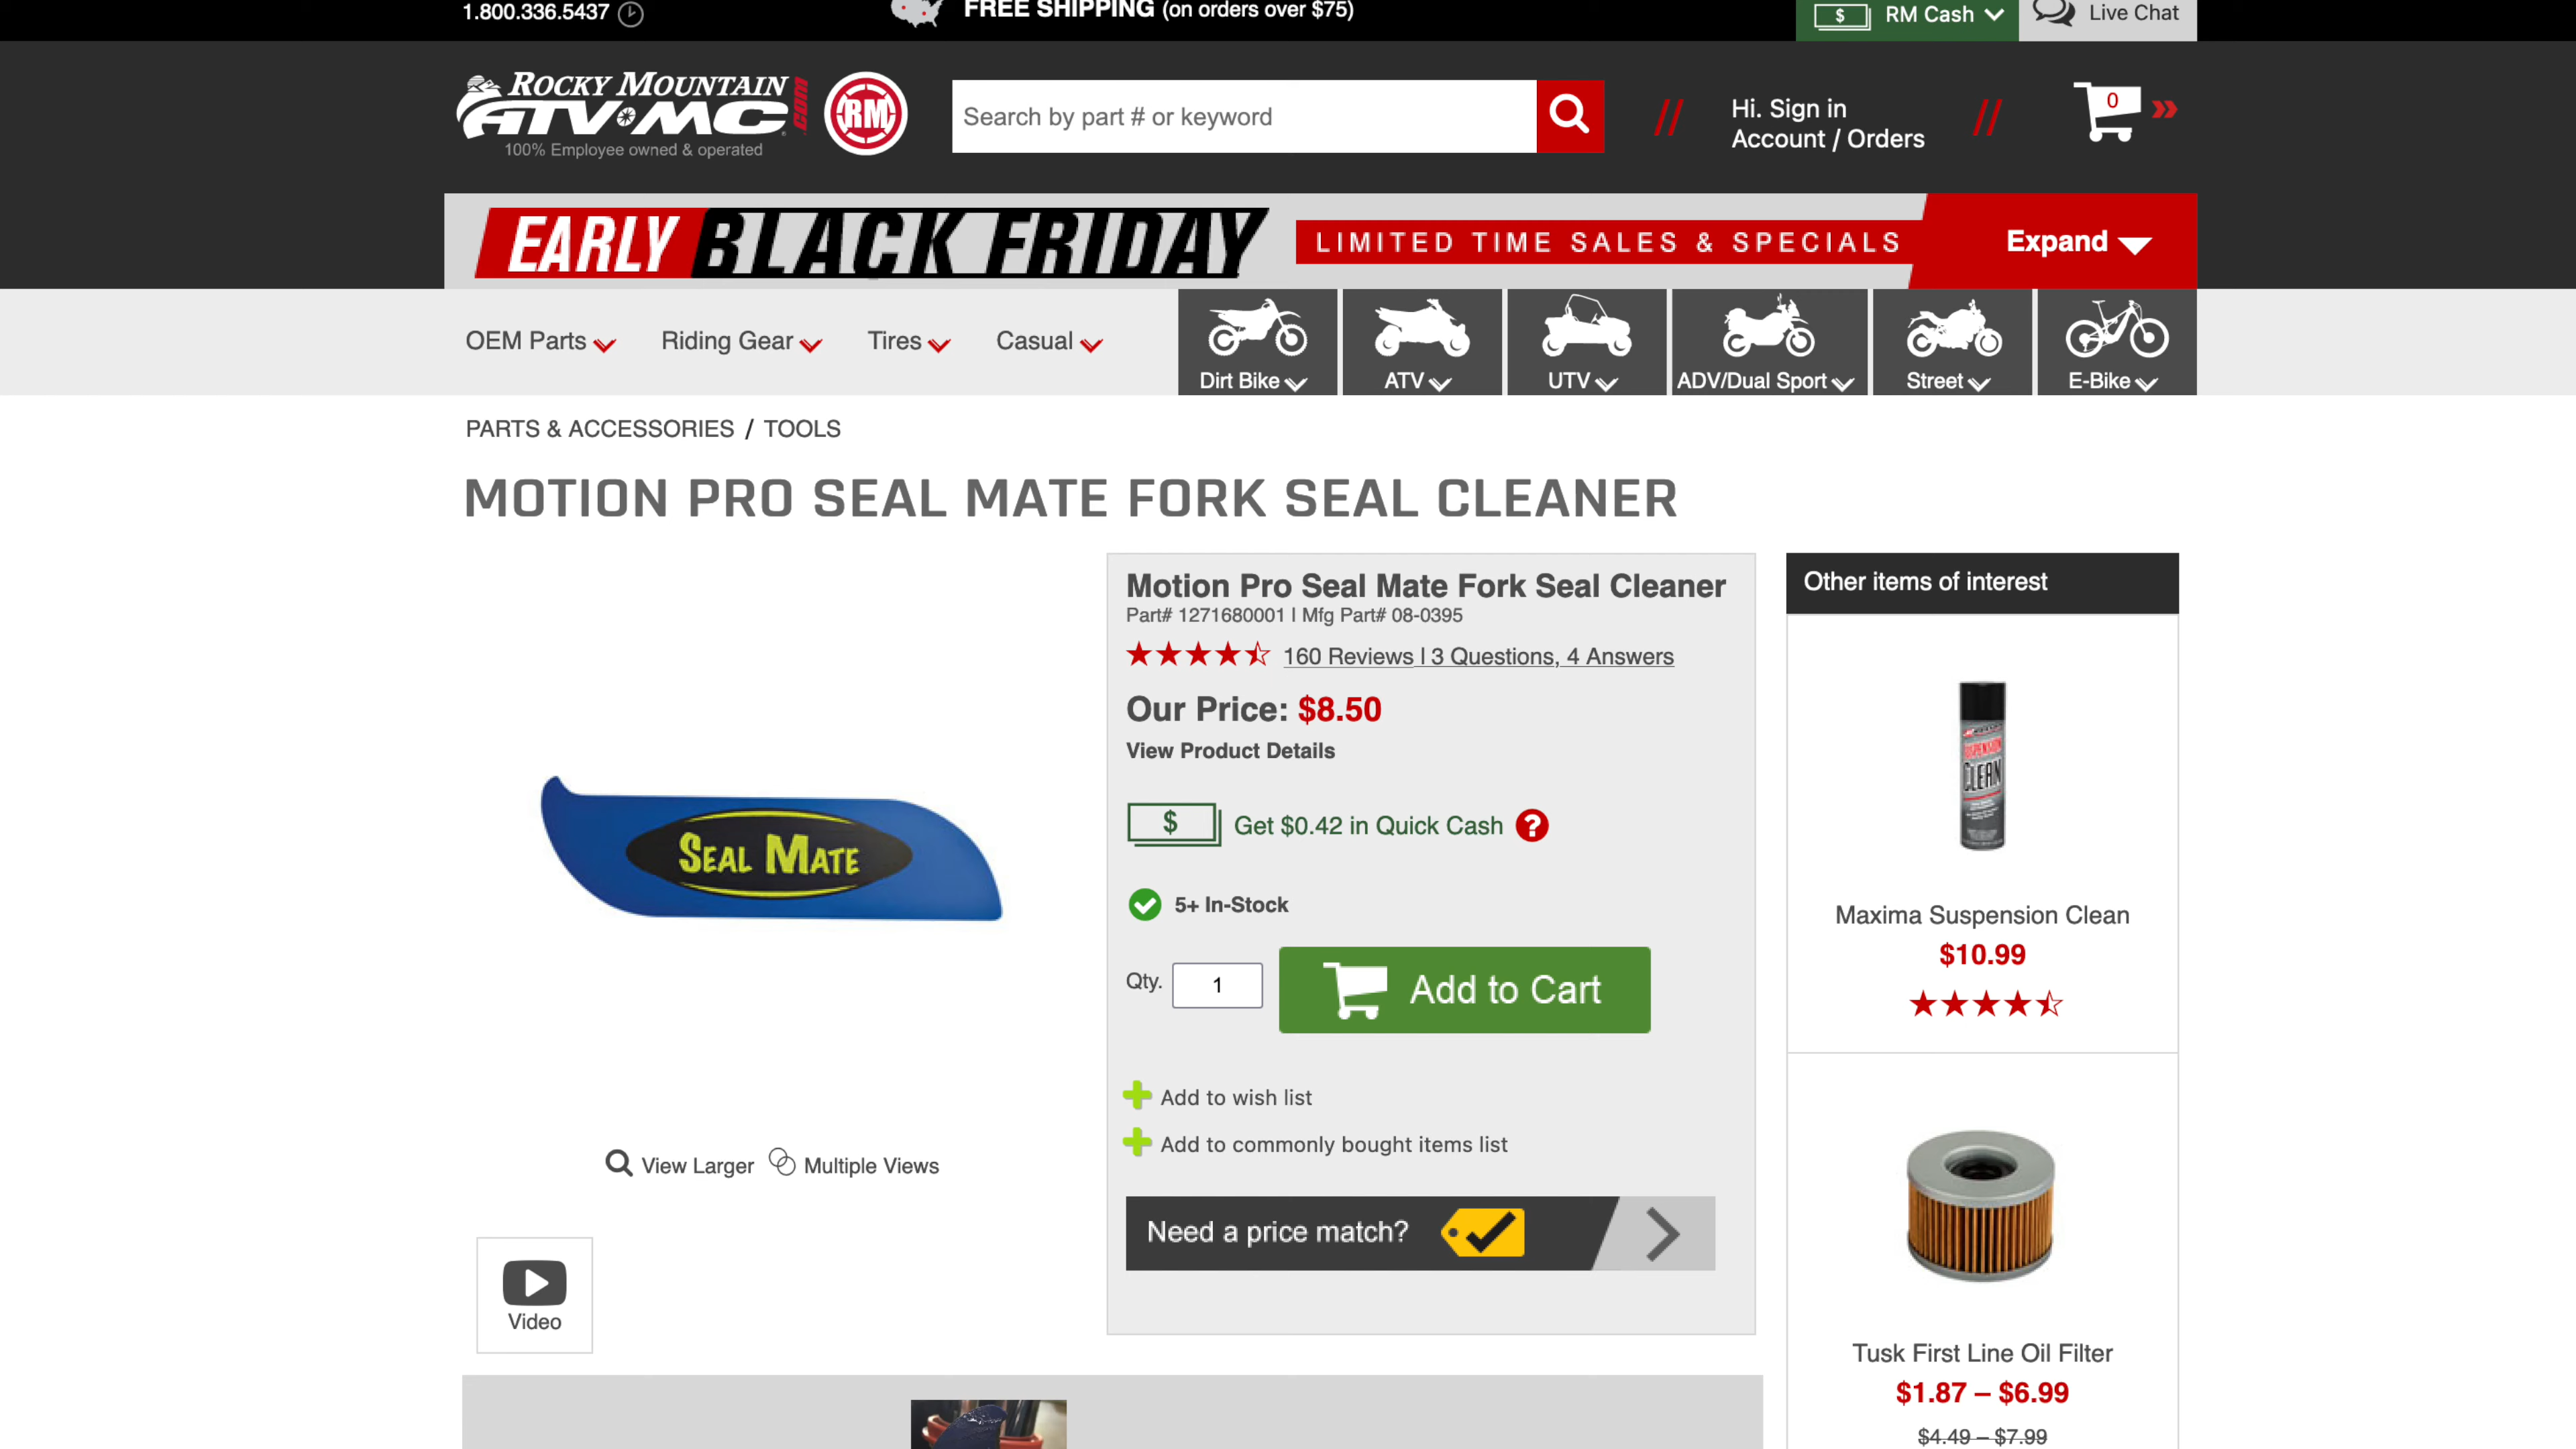 1.800.336.5437
FREE SHIPPING (on orders over $75)
$ RM Cash
Live Chat
ROCKY MOUNTAIN
ATV•MC
.com
100% Employee owned & operated
RM
Search by part # or keyword
Hi. Sign in
Account / Orders
0
EARLY BLACK FRIDAY
LIMITED TIME SALES & SPECIALS
Expand
OEM Parts
Riding Gear
Tires
Casual
Dirt Bike
ATV
UTV
ADV/Dual Sport
Street
E-Bike
PARTS & ACCESSORIES / TOOLS
MOTION PRO SEAL MATE FORK SEAL CLEANER
SEAL MATE
View Larger
Multiple Views
Video
Motion Pro Seal Mate Fork Seal Cleaner
Part# 1271680001 | Mfg Part# 08-0395
160 Reviews | 3 Questions, 4 Answers
Our Price: $8.50
View Product Details
$ Get $0.42 in Quick Cash ?
5+ In-Stock
Qty. 1
Add to Cart
Add to wish list
Add to commonly bought items list
Need a price match?
Other items of interest
SUSPENSION
CLEAN
Maxima Suspension Clean
$10.99
Tusk First Line Oil Filter
$1.87 – $6.99
$4.49 – $7.99